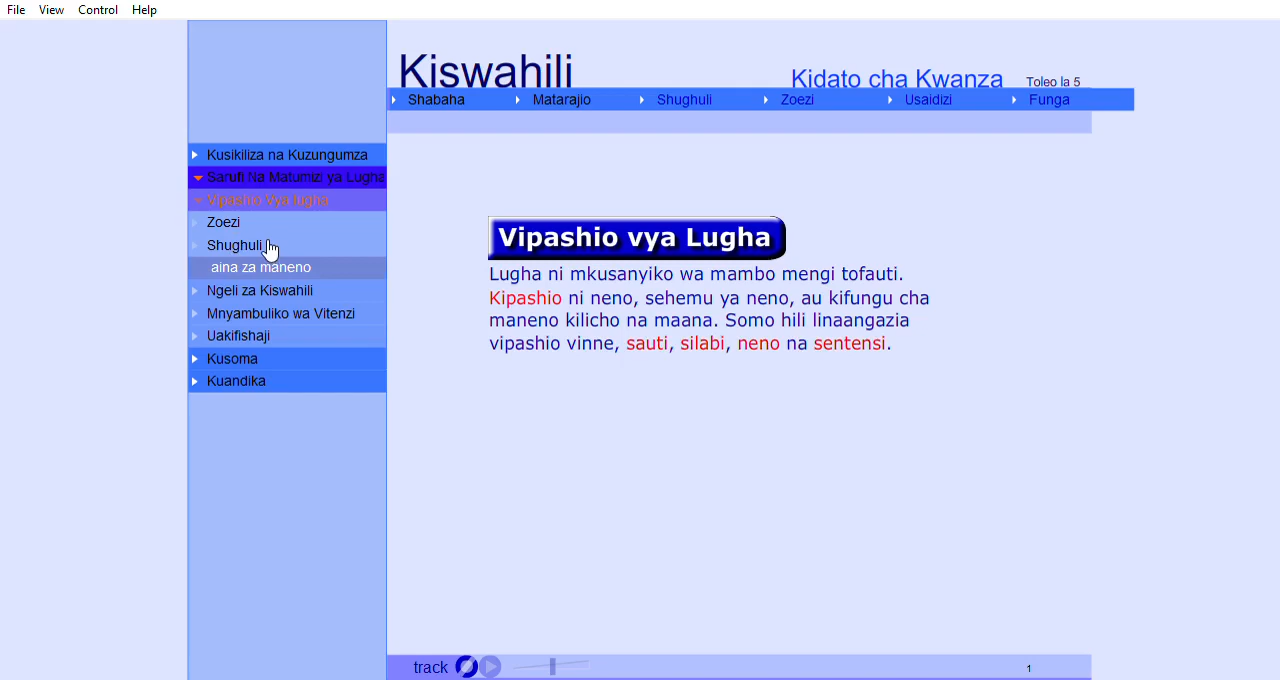 File View Control Help
Kiswahili
Kidato cha Kwanza Toleo la 5
Shabaha Matarajio Shughuli Zoezi Usaidizi Funga
Kusikiliza na Kuzungumza
Sarufi Na Matumizi ya Lugha
Vipashio Vya lugha
Zoezi
Shughuli
aina za maneno
Ngeli za Kiswahili
Mnyambuliko wa Vitenzi
Uakifishaji
Kusoma
Kuandika
Vipashio vya Lugha
Lugha ni mkusanyiko wa mambo mengi tofauti.
Kipashio ni neno, sehemu ya neno, au kifungu cha
maneno kilicho na maana. Somo hili linaangazia
vipashio vinne, sauti, silabi, neno na sentensi.
track 1